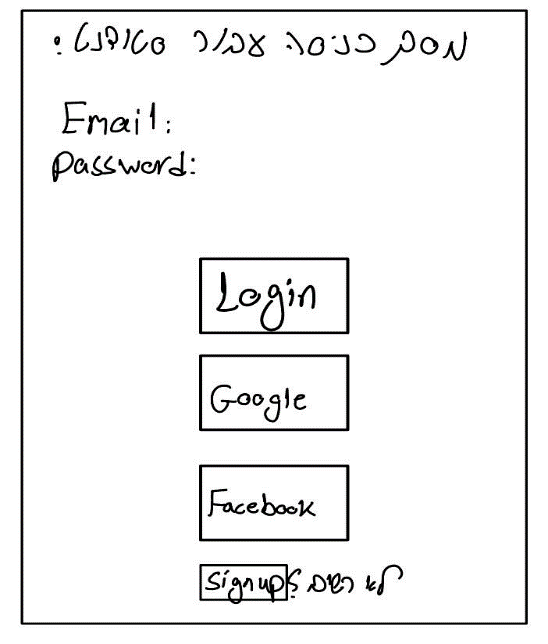 מסך כניסה עבור סטודנט:
Email:
Password:
Login
Google
Facebook
לא רשום? signup